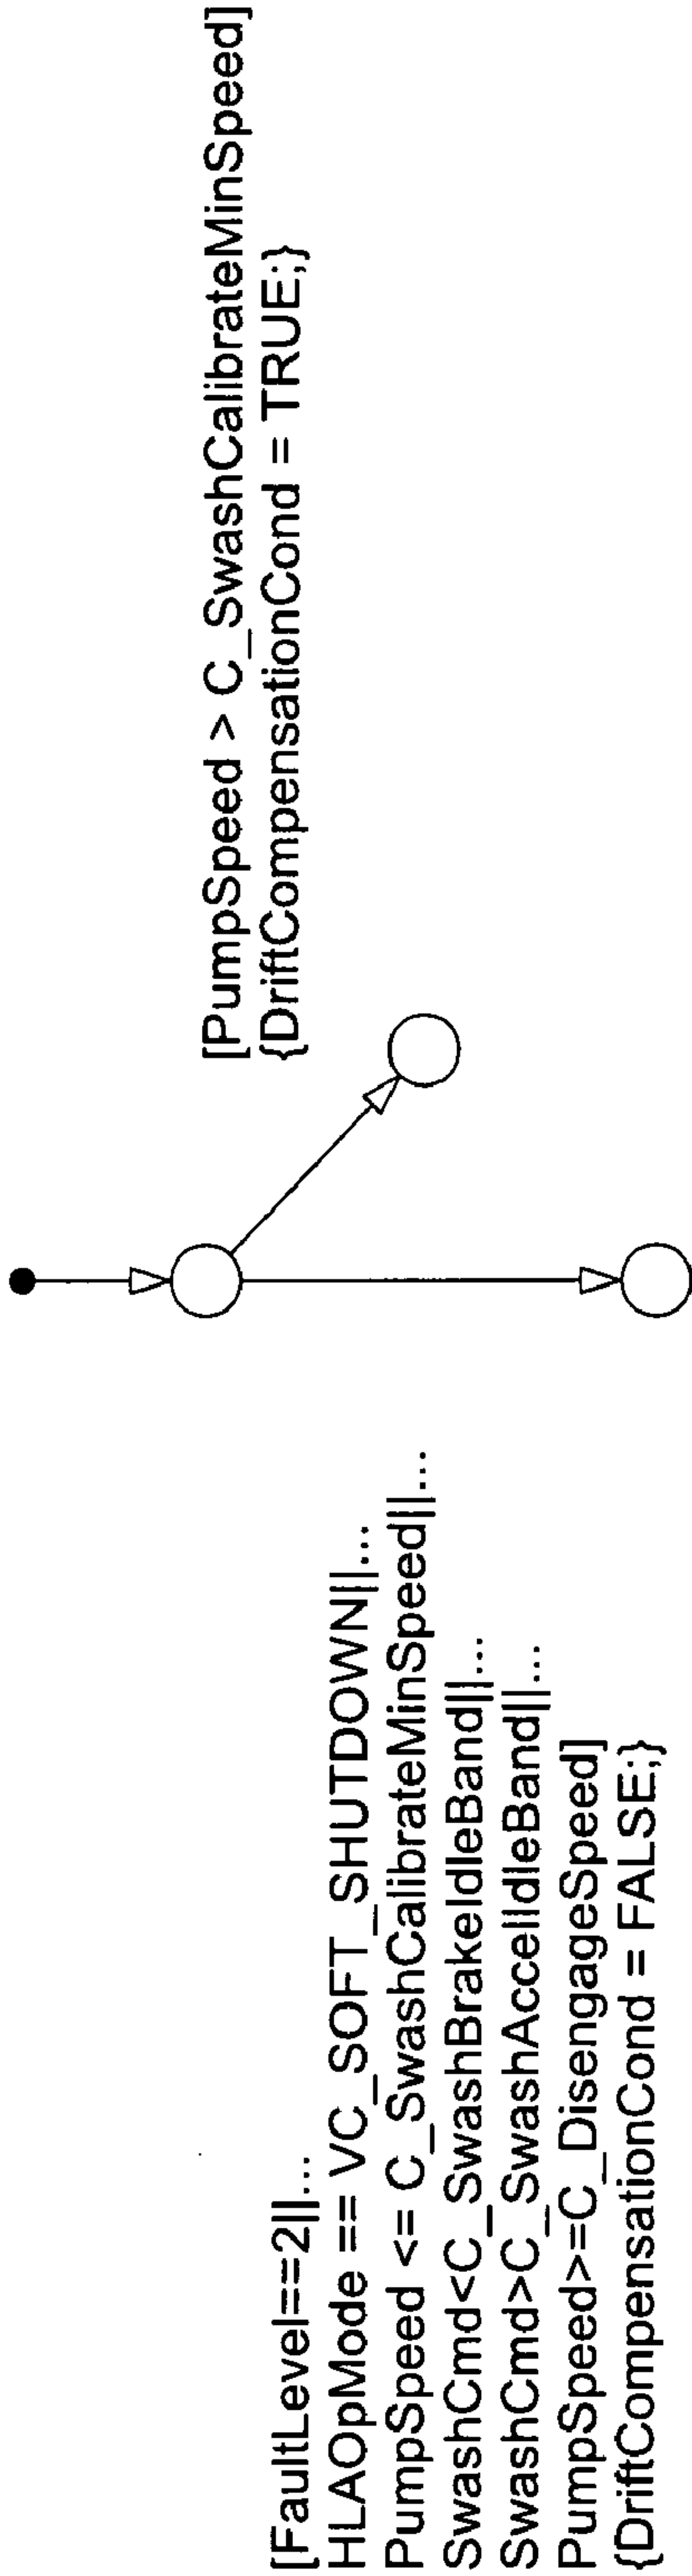 [PumpSpeed > C_SwashCalibrateMinSpeed]
{DriftCompensationCond = TRUE;}
[FaultLevel==2||...
HLAOpMode == VC_SOFT_SHUTDOWN||...
PumpSpeed <= C_SwashCalibrateMinSpeed||...
SwashCmd<C_SwashBrakeIdleBand||...
SwashCmd>C_SwashAccelIdleBand||...
PumpSpeed>=C_DisengageSpeed]
{DriftCompensationCond = FALSE;}